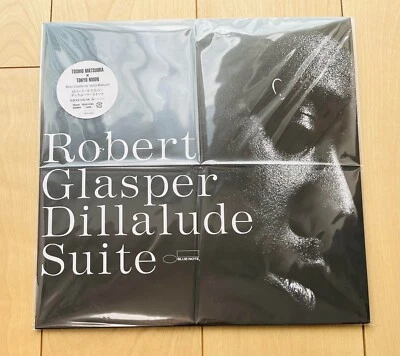 TOSHIO MATSUURA
×
TOKYO MOON
Robert
Glasper
Dillalude
Suite
BLUE NOTE